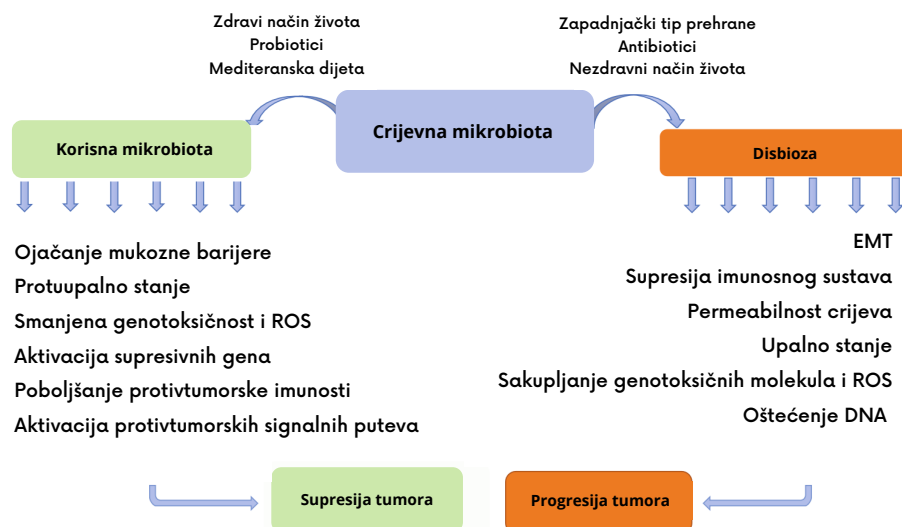 Zdravi način života
Probiotici
Mediteranska dijeta
Zapadnjački tip prehrane
Antibiotici
Nezdravni način života
Crijevna mikrobiota
Korisna mikrobiota
Disbioza
Ojačanje mukozne barijere
Protuupalno stanje
Smanjena genotoksičnost i ROS
Aktivacija supresivnih gena
Poboljšanje protivtumorske imunosti
Aktivacija protivtumorskih signalnih puteva
EMT
Supresija imunosnog sustava
Permeabilnost crijeva
Upalno stanje
Sakupljanje genotoksičnih molekula i ROS
Oštećenje DNA
Supresija tumora
Progresija tumora